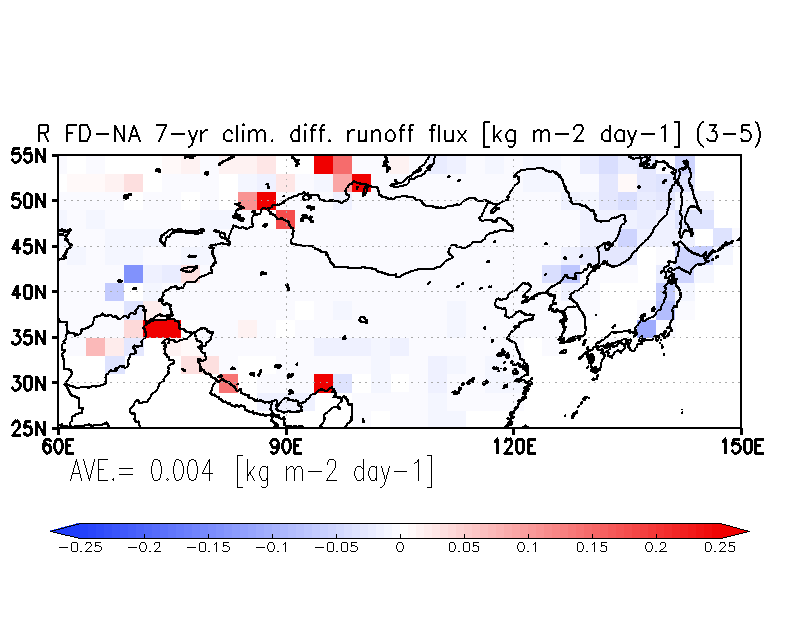 R FD-NA 7-yr clim. diff. runoff flux [kg m-2 day-1] (3-5)
55N
50N
45N
40N
35N
30N
25N
60E 90E 120E 150E
AVE.= 0.004 [kg m-2 day-1]
-0.25 -0.2 -0.15 -0.1 -0.05 0 0.05 0.1 0.15 0.2 0.25